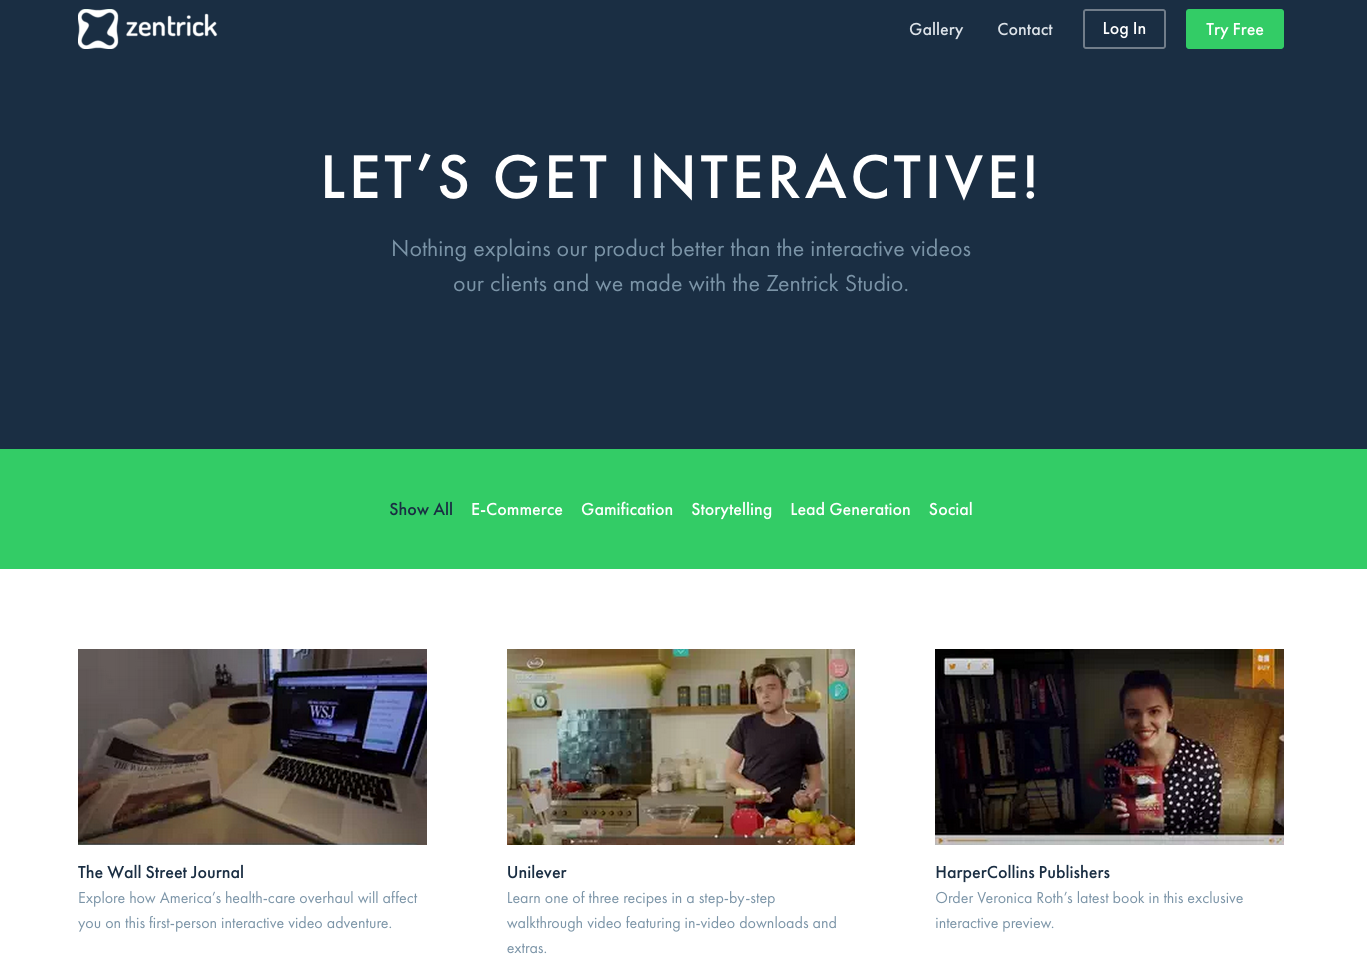 zentrick
Gallery
Contact
Log In
Try Free
LET’S GET INTERACTIVE!
Nothing explains our product better than the interactive videos
our clients and we made with the Zentrick Studio.
Show All
E-Commerce
Gamification
Storytelling
Lead Generation
Social
WSJ
BUY
The Wall Street Journal
Explore how America’s health-care overhaul will affect
you on this first-person interactive video adventure.
Unilever
Learn one of three recipes in a step-by-step
walkthrough video featuring in-video downloads and
extras.
HarperCollins Publishers
Order Veronica Roth’s latest book in this exclusive
interactive preview.